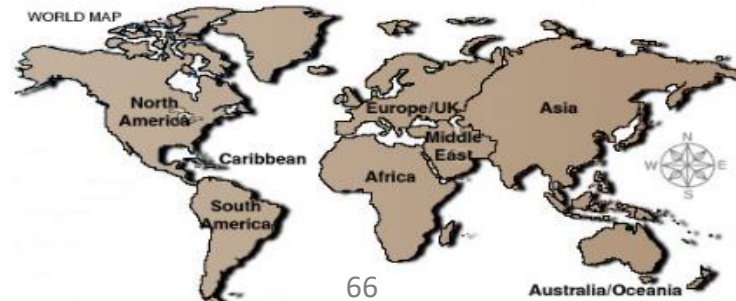 WORLD MAP
North
America
Europe/UK
Asia
Middle
East
Caribbean
Africa
N
W
E
S
South
America
66
Australia/Oceania